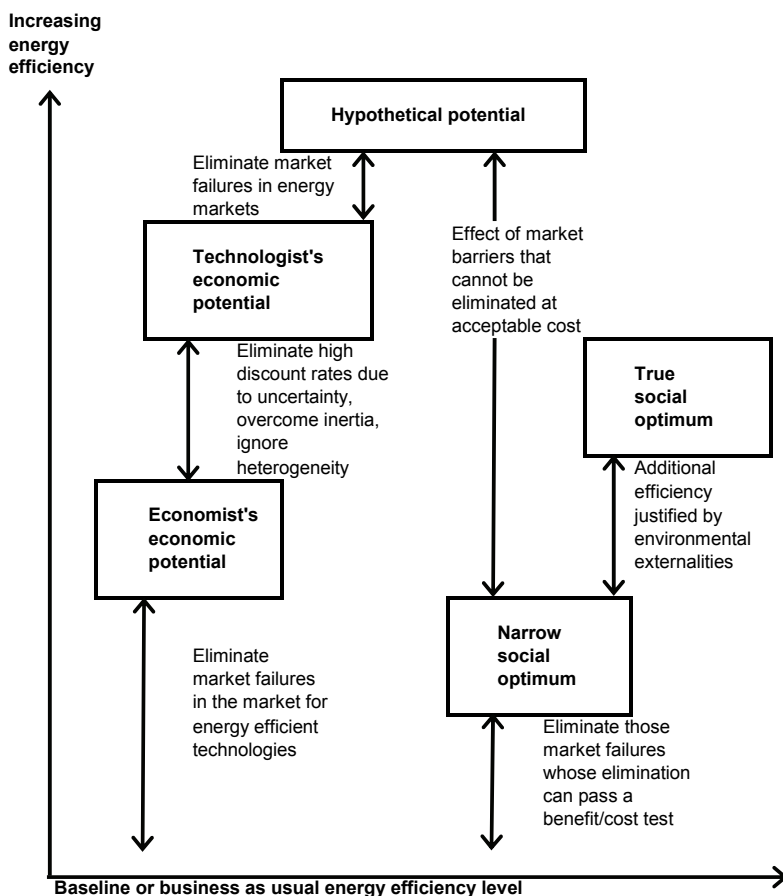 Increasing
energy
efficiency
Hypothetical potential
Eliminate market
failures in energy
markets
Technologist's
economic
potential
Effect of market
barriers that
cannot be
eliminated at
acceptable cost
Eliminate high
discount rates due
to uncertainty,
overcome inertia,
ignore
heterogeneity
True
social
optimum
Economist's
economic
potential
Additional
efficiency
justified by
environmental
externalities
Narrow
social
optimum
Eliminate
market failures
in the market for
energy efficient
technologies
Eliminate those
market failures
whose elimination
can pass a
benefit/cost test
Baseline or business as usual energy efficiency level